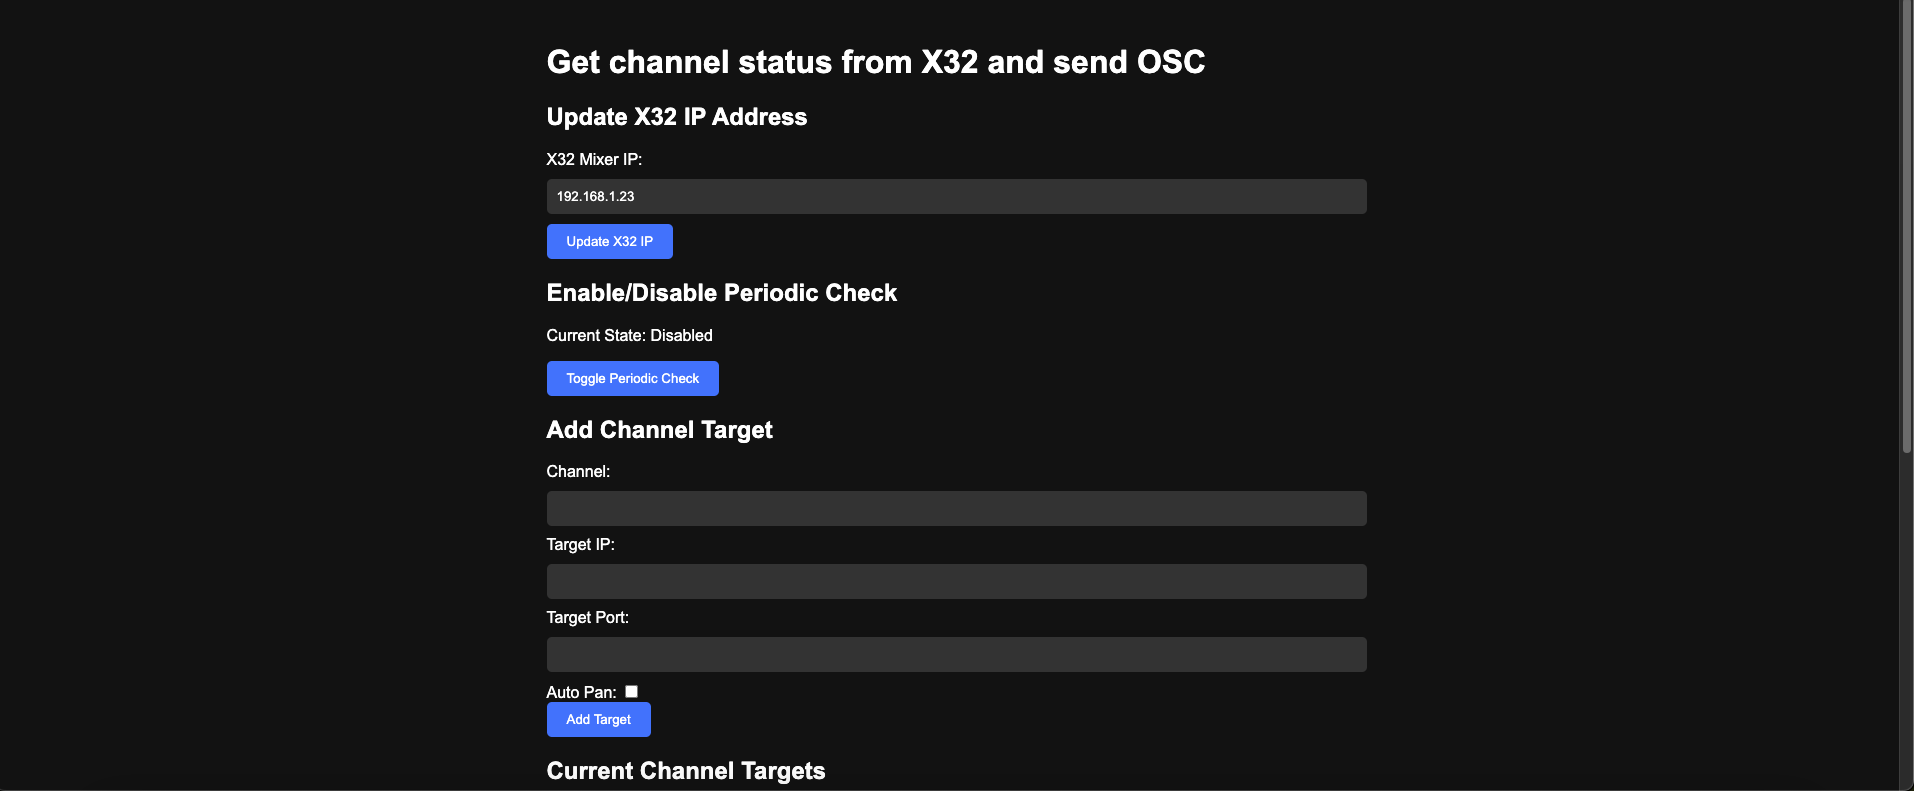 Get channel status from X32 and send OSC
Update X32 IP Address
X32 Mixer IP:
192.168.1.23
Update X32 IP
Enable/Disable Periodic Check
Current State: Disabled
Toggle Periodic Check
Add Channel Target
Channel:
Target IP:
Target Port:
Auto Pan:
Add Target
Current Channel Targets